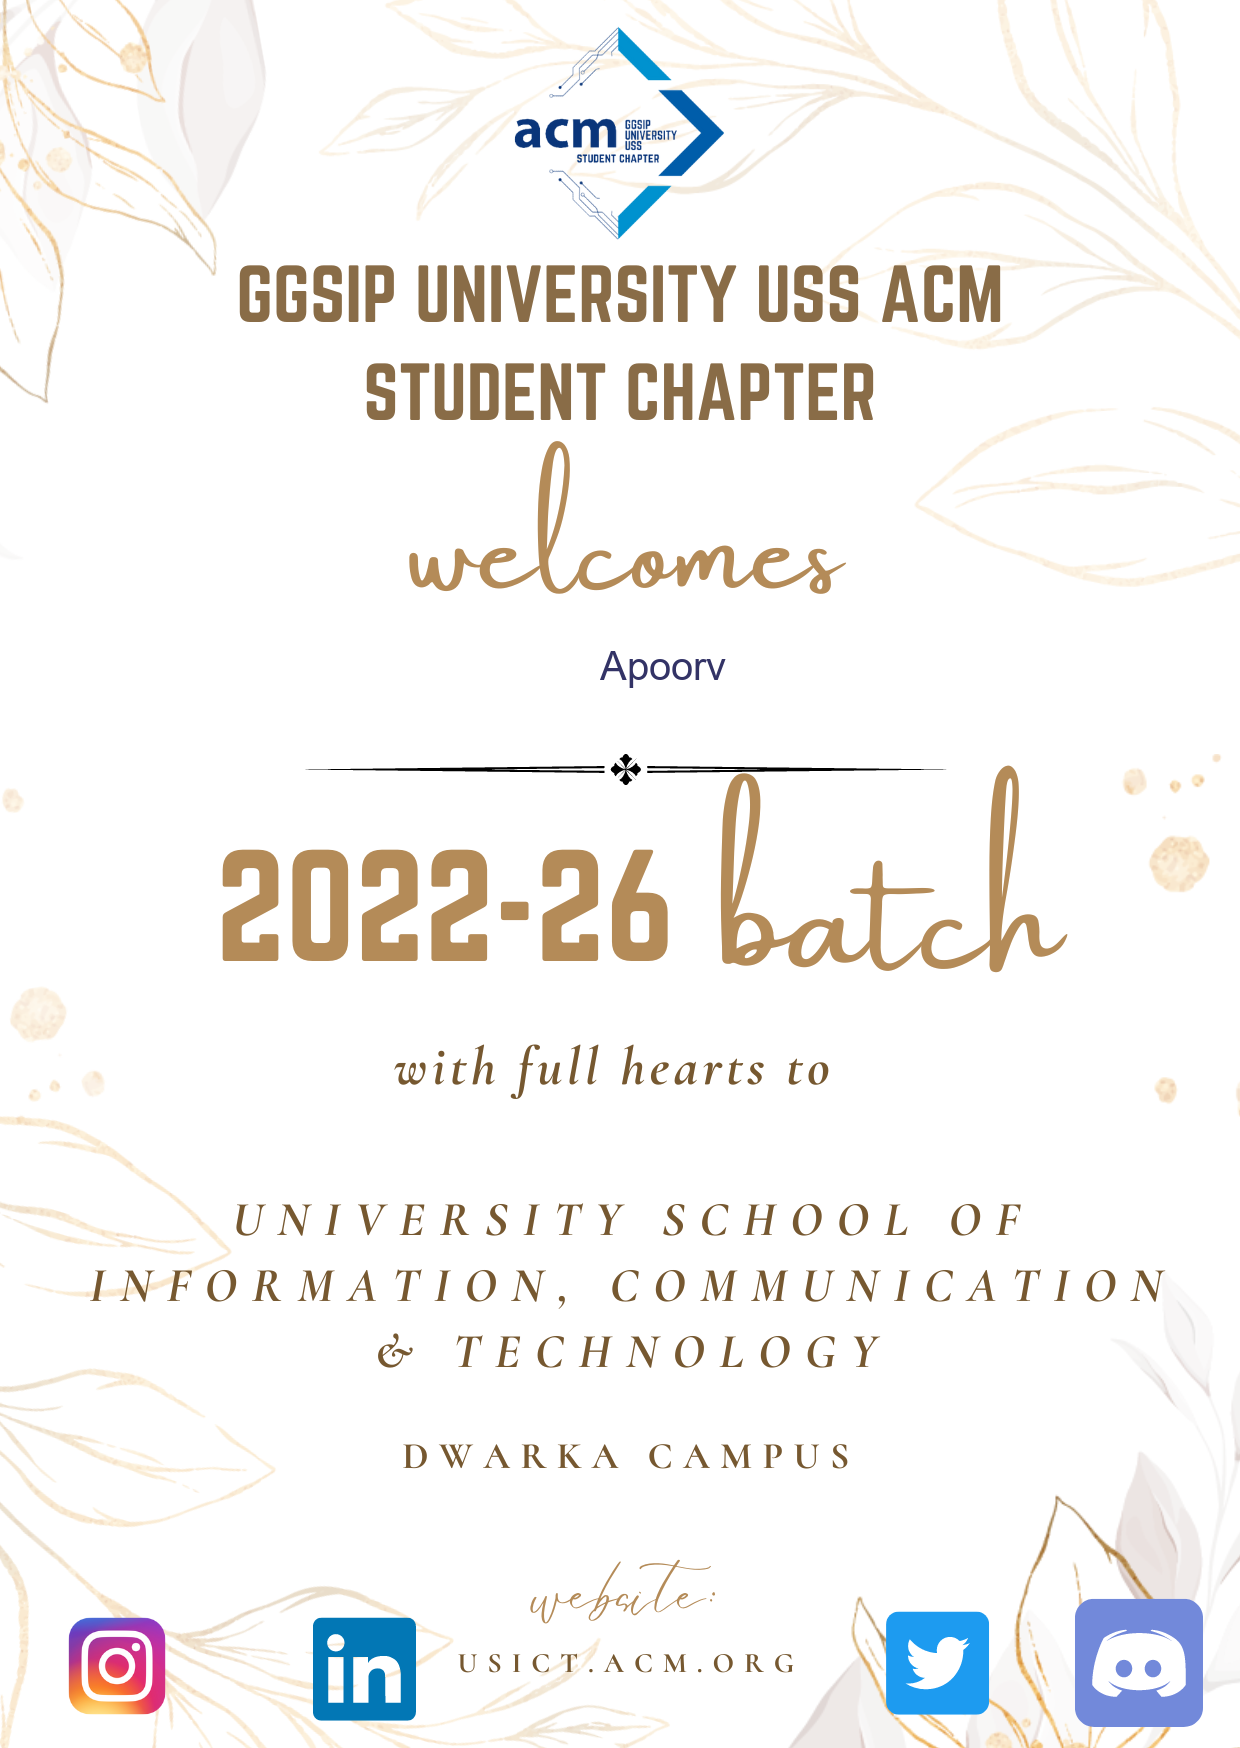 acm GGSIP
UNIVERSITY
USS
STUDENT CHAPTER
GGSIP UNIVERSITY USS ACM
STUDENT CHAPTER
welcomes
Apoorv
2022-26 batch
with full hearts to
UNIVERSITY SCHOOL OF
INFORMATION, COMMUNICATION
& TECHNOLOGY
DWARKA CAMPUS
website:
in
USICT.ACM.ORG